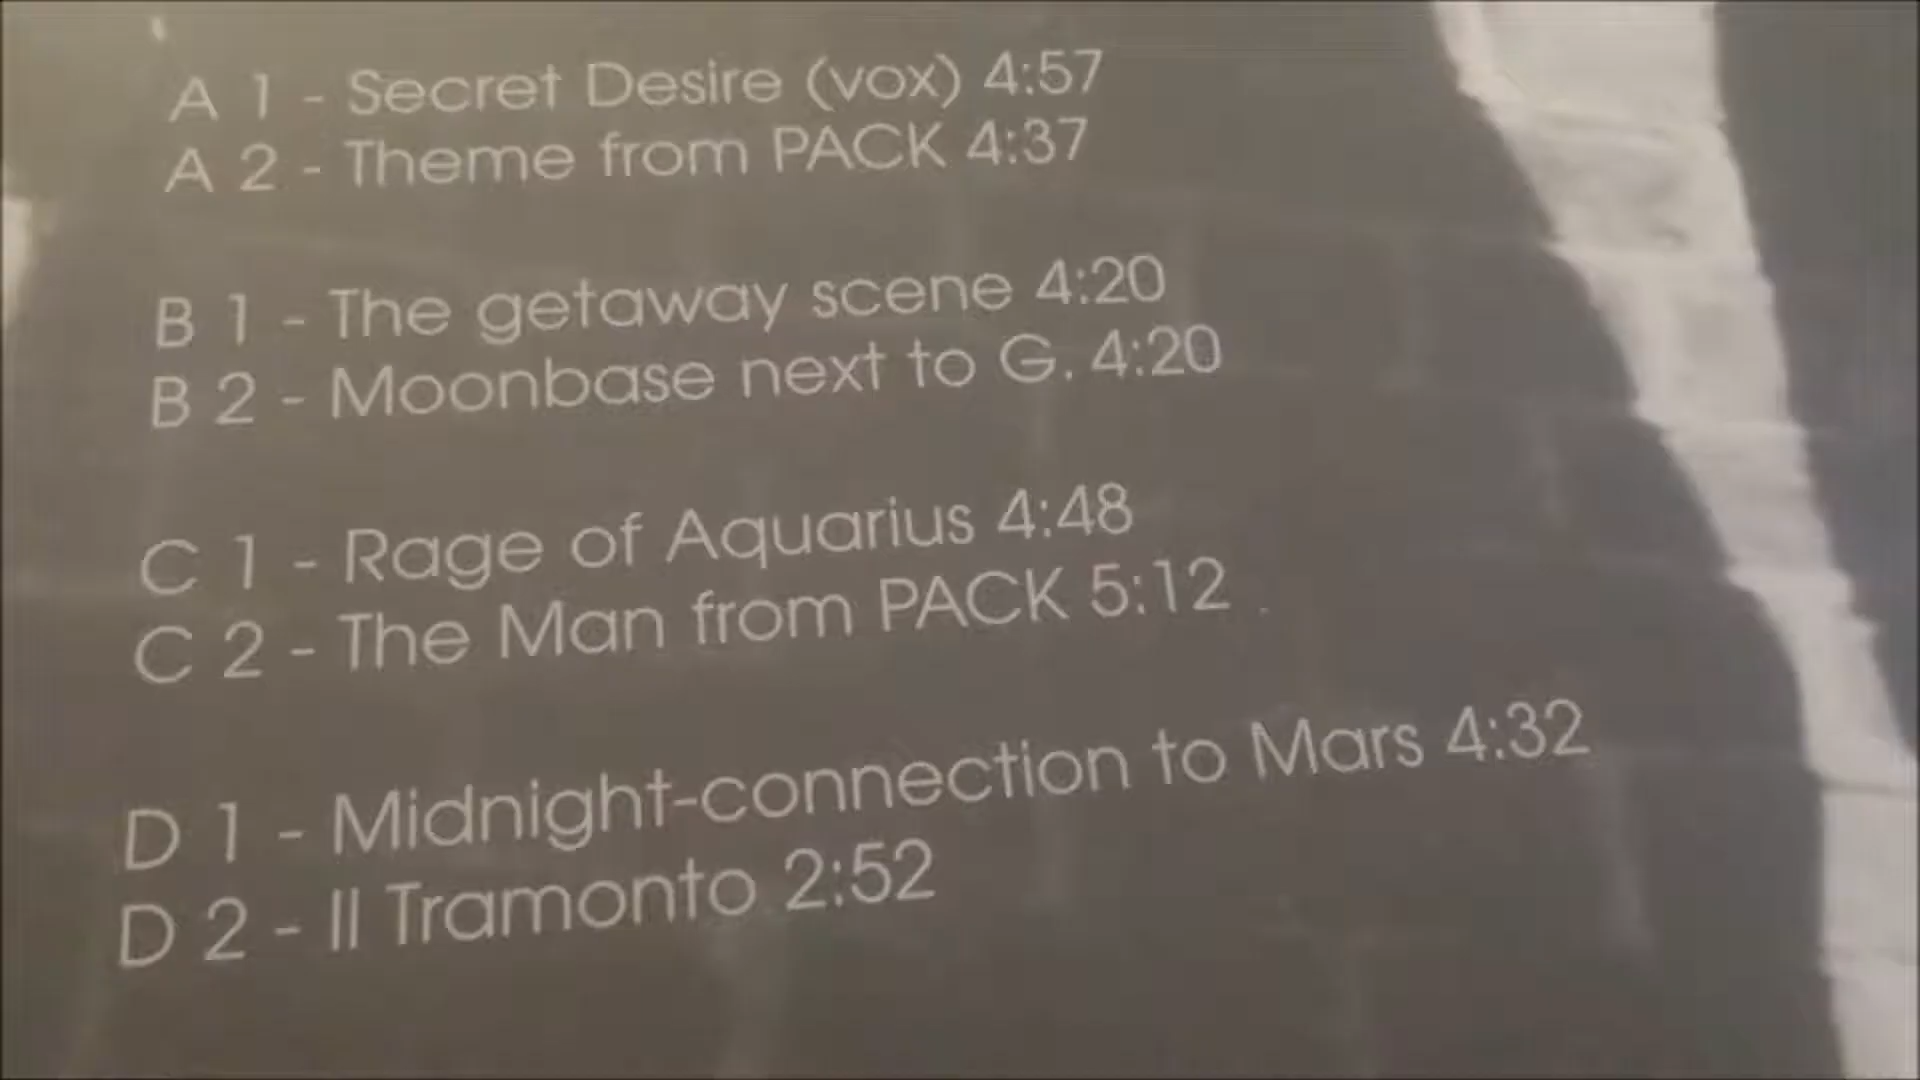 A 1 - Secret Desire (vox) 4:57
A 2 - Theme from PACK 4:37
B 1 - The getaway scene 4:20
B 2 - Moonbase next to G. 4:20
C 1 - Rage of Aquarius 4:48
C 2 - The Man from PACK 5:12
D 1 - Midnight-connection to Mars 4:32
D 2 - Il Tramonto 2:52